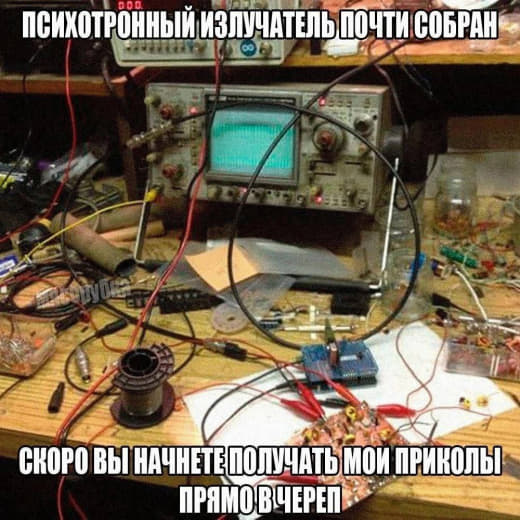 ПСИХОТРОННЫЙ ИЗЛУЧАТЕЛЬ ПОЧТИ СОБРАН
СКОРО ВЫ НАЧНЕТЕ ПОЛУЧАТЬ МОИ ПРИКОЛЫ
ПРЯМО В ЧЕРЕП